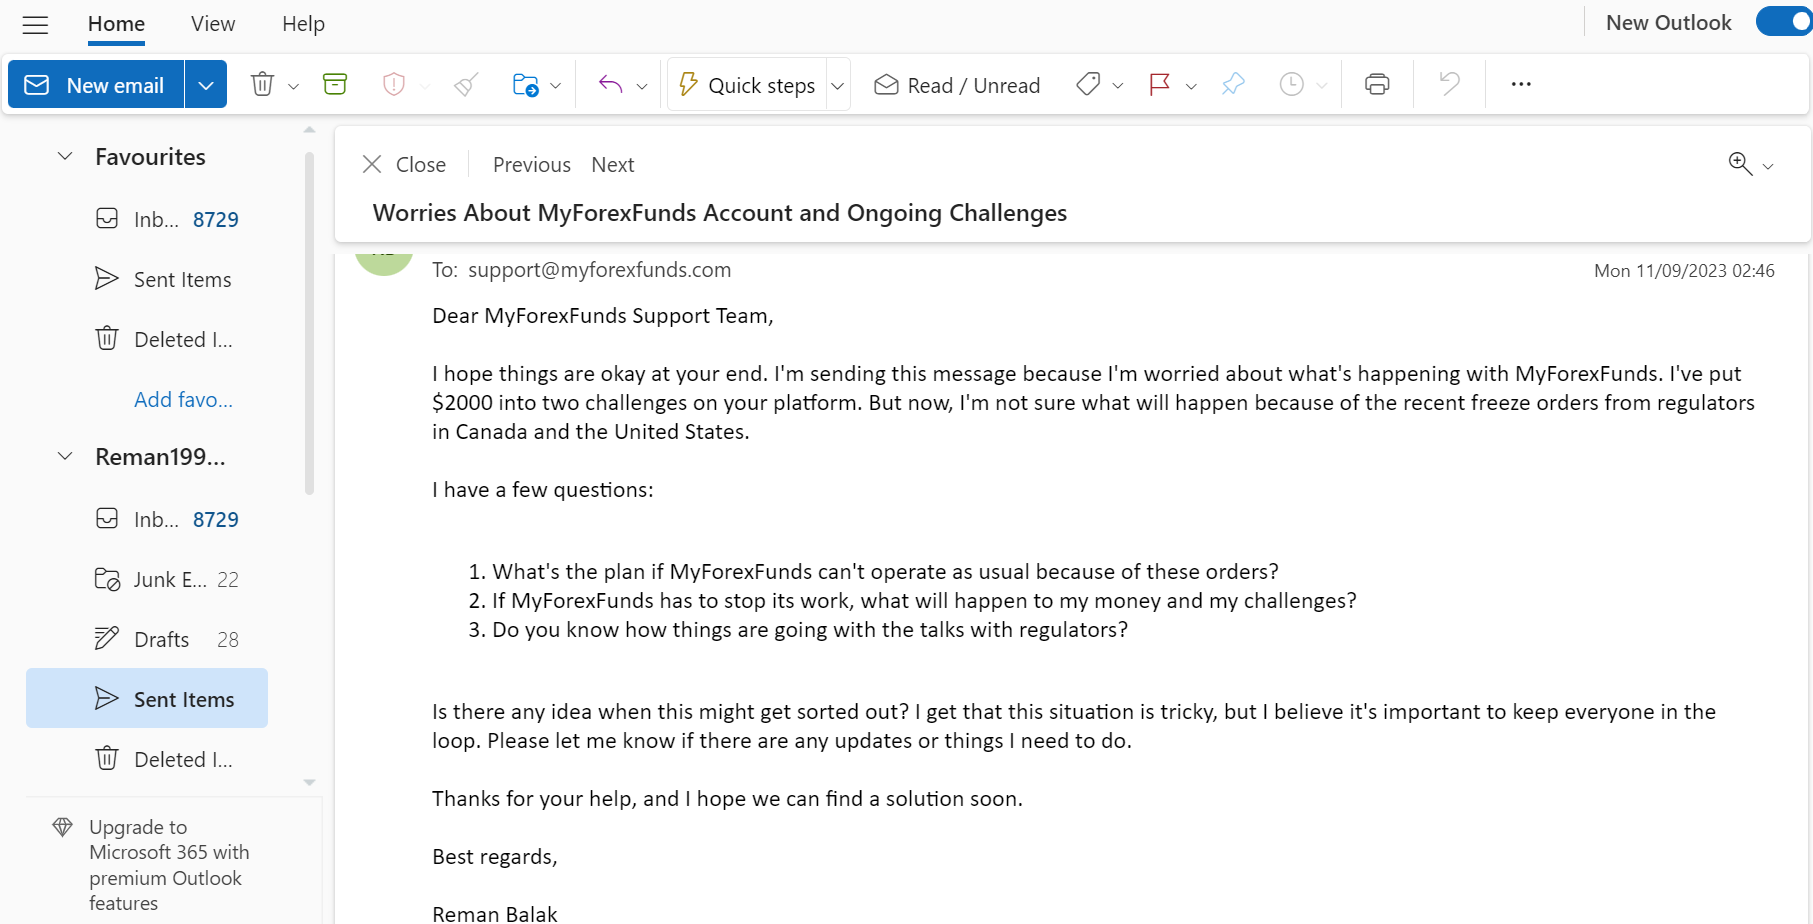 Home View Help
New Outlook
New email
Quick steps
Read / Unread
Favourites
Inb... 8729
Sent Items
Deleted I...
Add favo...
Reman199...
Inb... 8729
Junk E... 22
Drafts 28
Sent Items
Deleted I...
Upgrade to
Microsoft 365 with
premium Outlook
features
Close Previous Next
Worries About MyForexFunds Account and Ongoing Challenges
To: support@myforexfunds.com
Mon 11/09/2023 02:46
Dear MyForexFunds Support Team,
I hope things are okay at your end. I'm sending this message because I'm worried about what's happening with MyForexFunds. I've put
$2000 into two challenges on your platform. But now, I'm not sure what will happen because of the recent freeze orders from regulators
in Canada and the United States.
I have a few questions:
1. What's the plan if MyForexFunds can't operate as usual because of these orders?
2. If MyForexFunds has to stop its work, what will happen to my money and my challenges?
3. Do you know how things are going with the talks with regulators?
Is there any idea when this might get sorted out? I get that this situation is tricky, but I believe it's important to keep everyone in the
loop. Please let me know if there are any updates or things I need to do.
Thanks for your help, and I hope we can find a solution soon.
Best regards,
Reman Balak